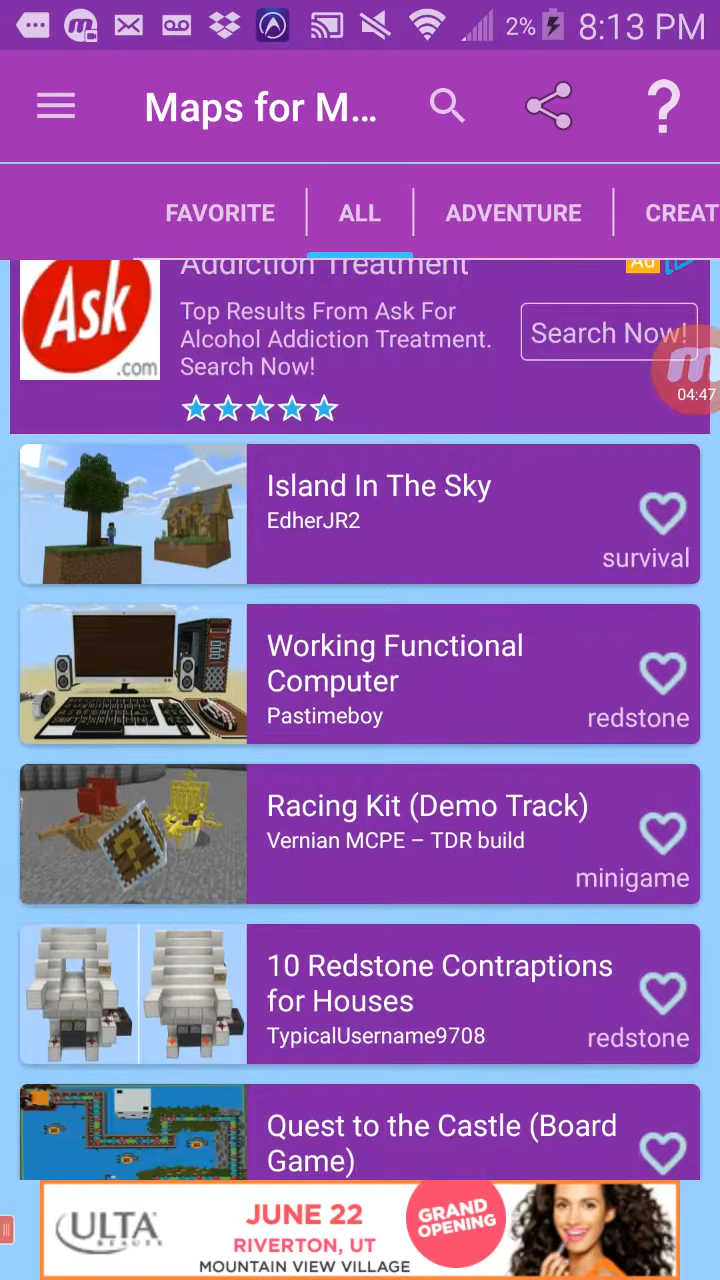 2% 8:13 PM
Maps for M...
FAVORITE ALL ADVENTURE CREAT
Addiction Treatment
Ad
Ask
.com
Top Results From Ask For
Alcohol Addiction Treatment.
Search Now!
Search Now!
04:47
Island In The Sky
EdherJR2
survival
Working Functional
Computer
Pastimeboy
redstone
Racing Kit (Demo Track)
Vernian MCPE – TDR build
minigame
10 Redstone Contraptions
for Houses
TypicalUsername9708
redstone
Quest to the Castle (Board
Game)
ULTA
BEAUTY
JUNE 22
RIVERTON, UT
MOUNTAIN VIEW VILLAGE
GRAND
OPENING